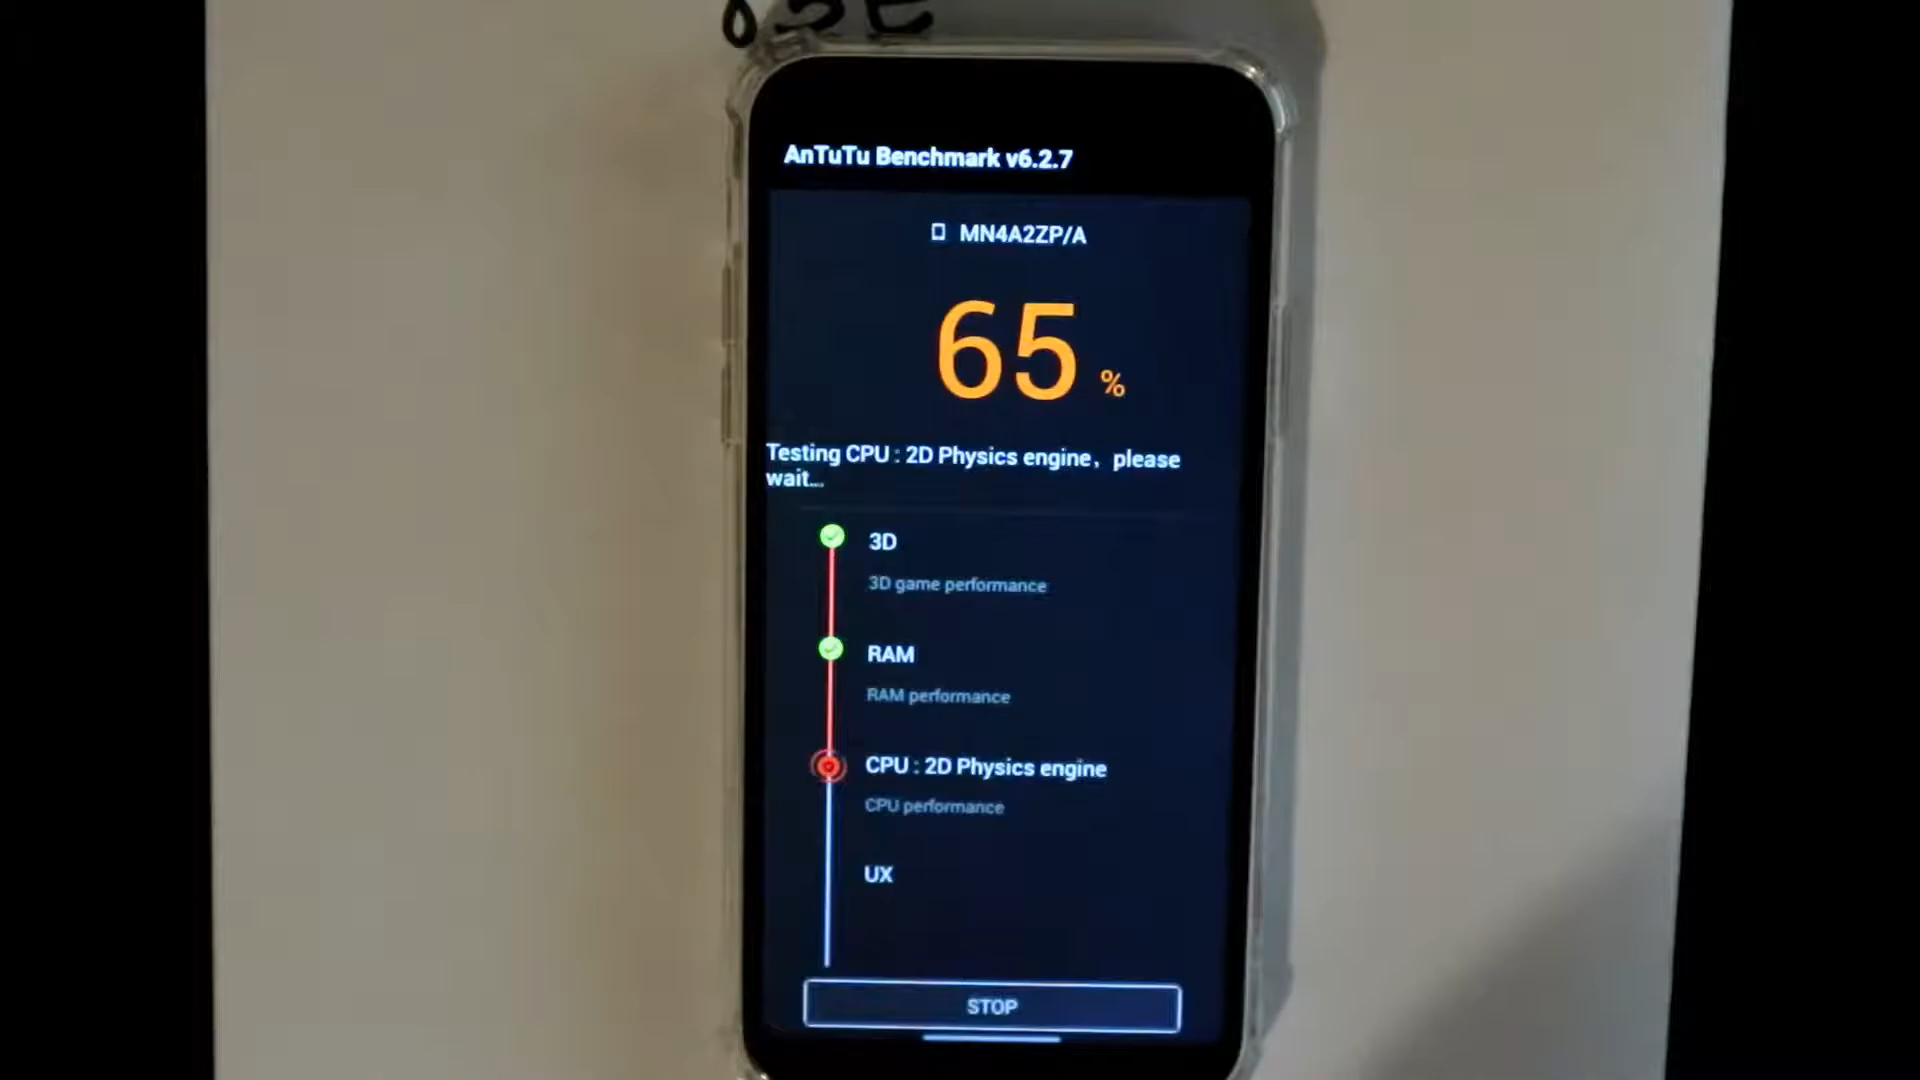 AnTuTu Benchmark v6.2.7
MN4A2ZP/A
65 %
Testing CPU : 2D Physics engine, please
wait...
3D
3D game performance
RAM
RAM performance
CPU : 2D Physics engine
CPU performance
UX
STOP